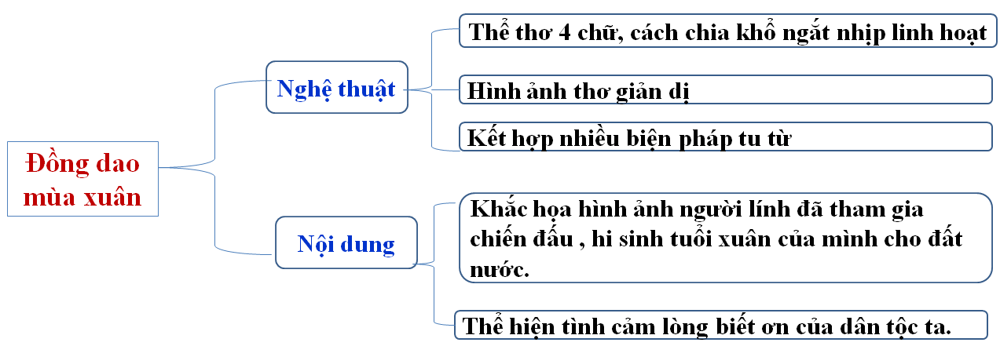 Đồng dao
mùa xuân
Nghệ thuật
Thể thơ 4 chữ, cách chia khổ ngắt nhịp linh hoạt
Hình ảnh thơ giản dị
Kết hợp nhiều biện pháp tu từ
Nội dung
Khắc họa hình ảnh người lính đã tham gia
chiến đấu , hi sinh tuổi xuân của mình cho đất
nước.
Thể hiện tình cảm lòng biết ơn của dân tộc ta.